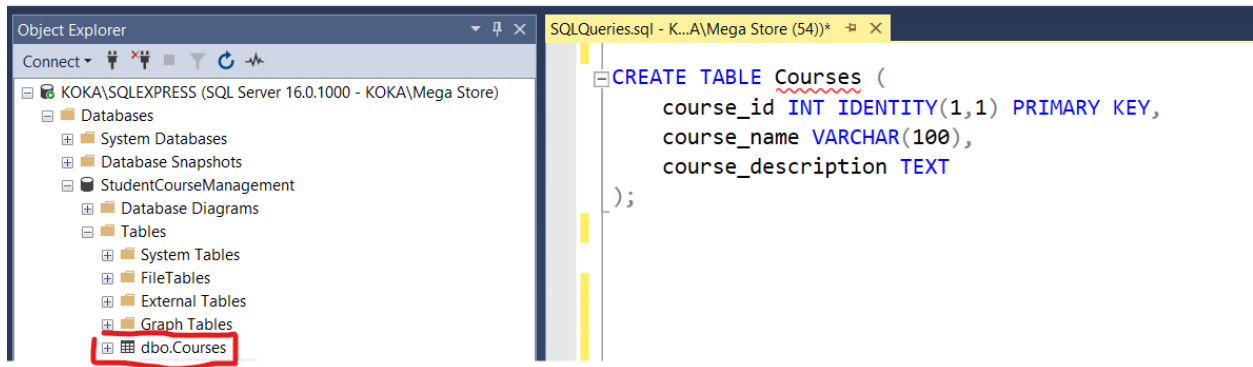 Object Explorer
Connect
KOKA\SQLEXPRESS (SQL Server 16.0.1000 - KOKA\Mega Store)
Databases
System Databases
Database Snapshots
StudentCourseManagement
Database Diagrams
Tables
System Tables
FileTables
External Tables
Graph Tables
dbo.Courses
SQLQueries.sql - K...A\Mega Store (54))*
CREATE TABLE Courses (
course_id INT IDENTITY(1,1) PRIMARY KEY,
course_name VARCHAR(100),
course_description TEXT
);